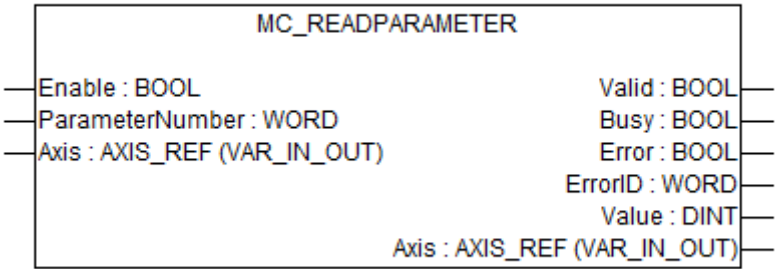 MC_READPARAMETER
Enable : BOOL Valid : BOOL
ParameterNumber : WORD Busy : BOOL
Axis : AXIS_REF (VAR_IN_OUT) Error : BOOL
ErrorID : WORD
Value : DINT
Axis : AXIS_REF (VAR_IN_OUT)